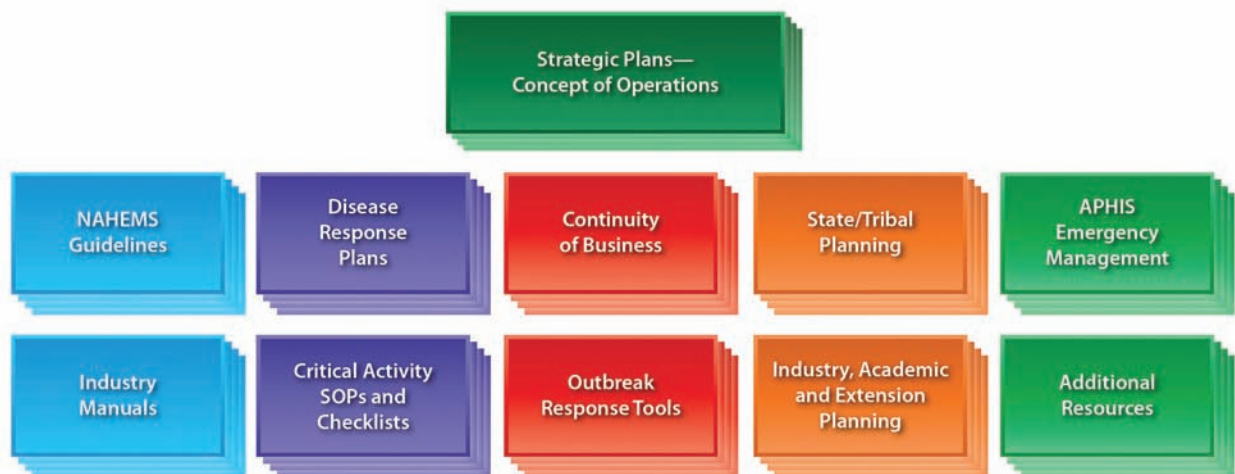 Strategic Plans—
Concept of Operations
NAHEMS
Guidelines
Disease
Response
Plans
Continuity
of Business
State/Tribal
Planning
APHIS
Emergency
Management
Industry
Manuals
Critical Activity
SOPs and
Checklists
Outbreak
Response Tools
Industry, Academic
and Extension
Planning
Additional
Resources